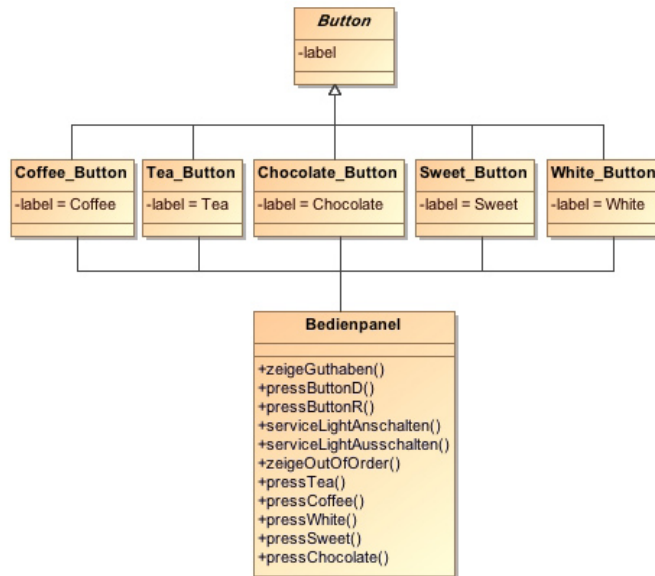 Button
-label
Coffee_Button
-label = Coffee
Tea_Button
-label = Tea
Chocolate_Button
-label = Chocolate
Sweet_Button
-label = Sweet
White_Button
-label = White
Bedienpanel
+zeigeGuthaben()
+pressButtonD()
+pressButtonR()
+serviceLightAnschalten()
+serviceLightAusschalten()
+zeigeOutOfOrder()
+pressTea()
+pressCoffee()
+pressWhite()
+pressSweet()
+pressChocolate()